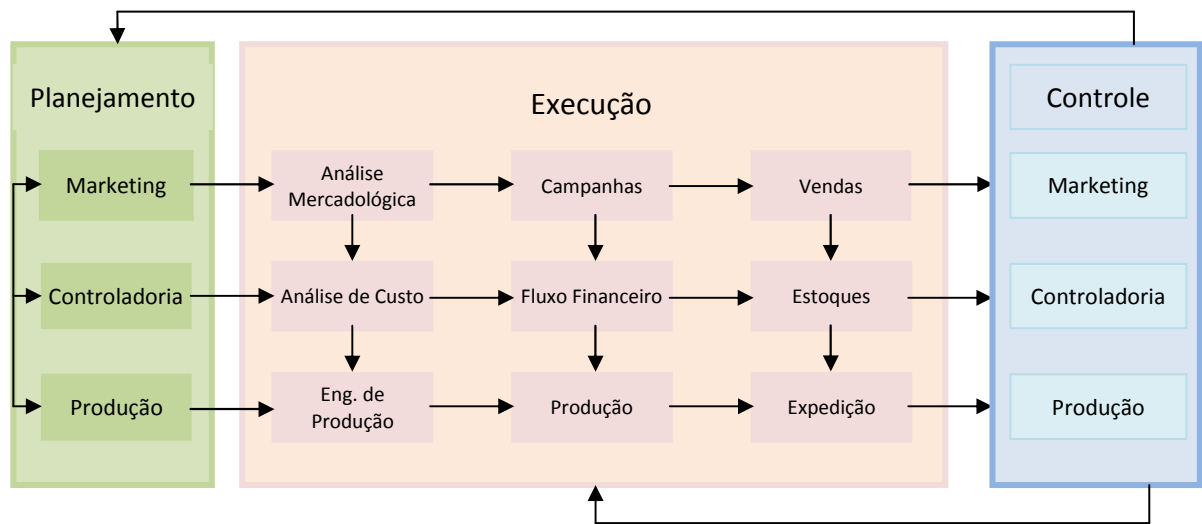 Planejamento
Execução
Controle
Marketing
Análise
Mercadológica
Campanhas
Vendas
Marketing
Controladoria
Análise de Custo
Fluxo Financeiro
Estoques
Controladoria
Produção
Eng. de
Produção
Produção
Expedição
Produção